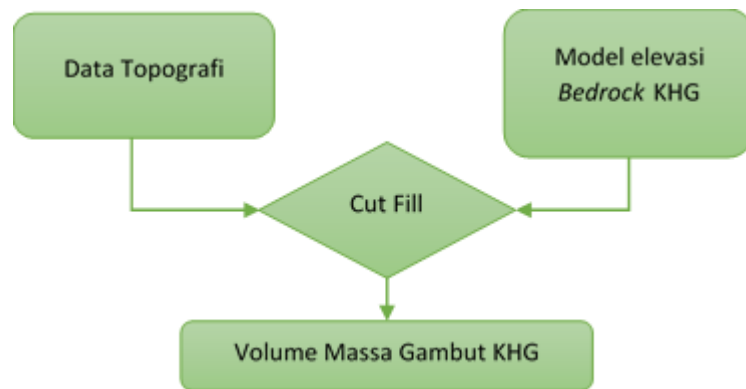 Data Topografi
Model elevasi
Bedrock KHG
Cut Fill
Volume Massa Gambut KHG